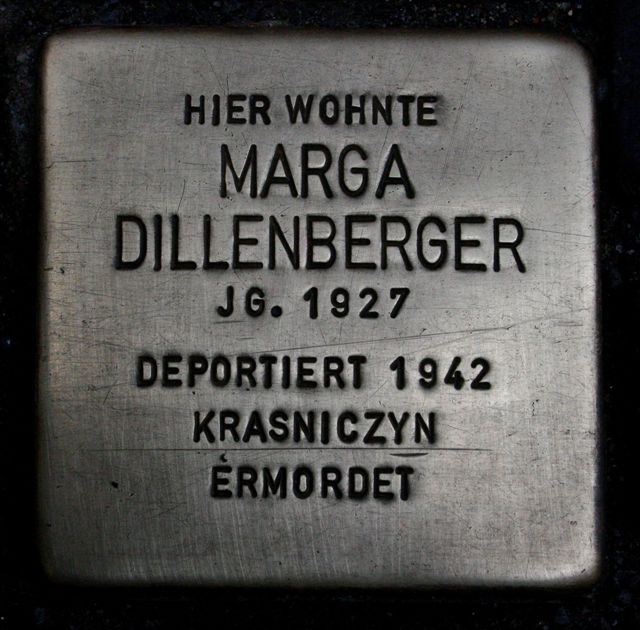 HIER WOHNTE
MARGA
DILLENBERGER
JG. 1927
DEPORTIERT 1942
KRASNICZYN
ERMORDET